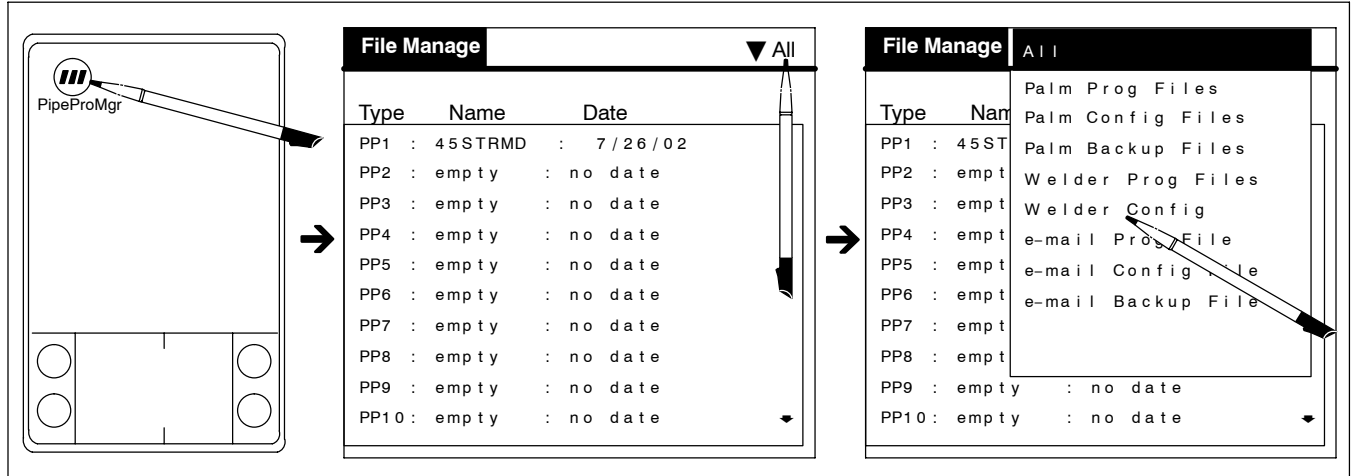 PipeProMgr
File Manage ▼ All
Type Name Date
PP1 : 45STRMD : 7/26/02
PP2 : empty : no date
PP3 : empty : no date
PP4 : empty : no date
PP5 : empty : no date
PP6 : empty : no date
PP7 : empty : no date
PP8 : empty : no date
PP9 : empty : no date
PP10: empty : no date
File Manage
Type Nam
PP1 : 45ST
PP2 : empt
PP3 : empt
PP4 : empt
PP5 : empt
PP6 : empt
PP7 : empt
PP8 : empt
PP9 : empty : no date
PP10: empty : no date
All
Palm Prog Files
Palm Config Files
Palm Backup Files
Welder Prog Files
Welder Config
e-mail Prog File
e-mail Config File
e-mail Backup File